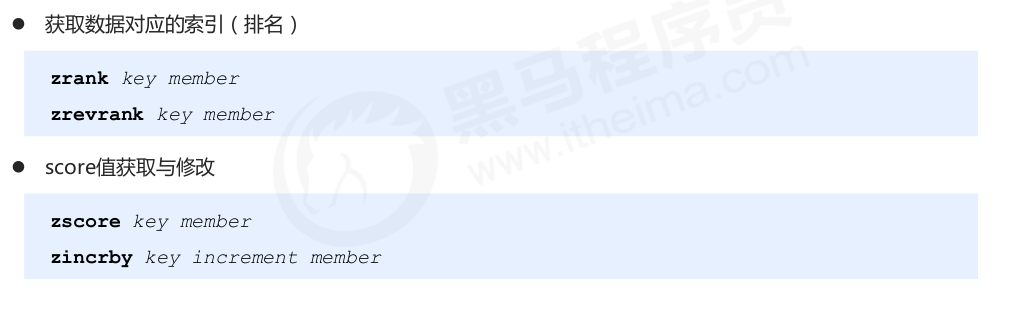 ● 获取数据对应的索引（排名）
zrank key member
zrevrank key member
● score值获取与修改
zscore key member
zincrby key increment member
黑马程序员
www.itheima.com